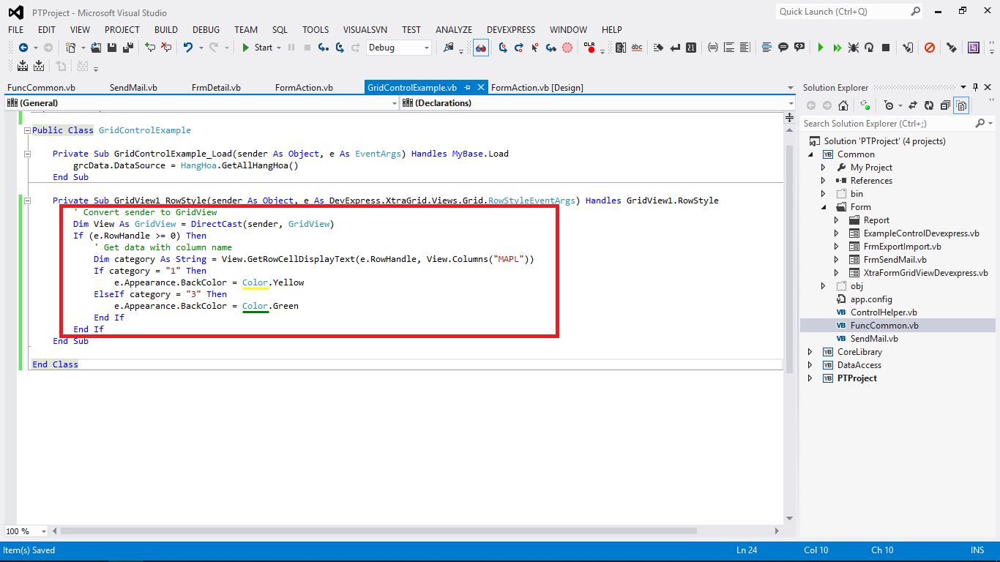 PTProject - Microsoft Visual Studio
Quick Launch (Ctrl+Q)
FILE EDIT VIEW PROJECT BUILD DEBUG TEAM SQL TOOLS VISUALSVN TEST ANALYZE DEVEXPRESS WINDOW HELP
Start Debug abc CLR 21
FuncCommon.vb SendMail.vb FrmDetail.vb FormAction.vb GridControlExample.vb FormAction.vb [Design]
(General) (Declarations)
Public Class GridControlExample
Private Sub GridControlExample_Load(sender As Object, e As EventArgs) Handles MyBase.Load
grcData.DataSource = HangHoa.GetAllHangHoa()
End Sub
Private Sub GridView1_RowStyle(sender As Object, e As DevExpress.XtraGrid.Views.Grid.RowStyleEventArgs) Handles GridView1.RowStyle
' Convert sender to GridView
Dim View As GridView = DirectCast(sender, GridView)
If (e.RowHandle >= 0) Then
' Get data with column name
Dim category As String = View.GetRowCellDisplayText(e.RowHandle, View.Columns("MAPL"))
If category = "1" Then
e.Appearance.BackColor = Color.Yellow
ElseIf category = "3" Then
e.Appearance.BackColor = Color.Green
End If
End If
End Sub
End Class
100 %
Solution Explorer
Search Solution Explorer (Ctrl+;)
Solution 'PTProject' (4 projects)
VB Common
My Project
References
bin
Form
Report
ExampleControlDevexpress.vb
FrmExportImport.vb
FrmSendMail.vb
XtraFormGridViewDevexpress.vb
obj
app.config
VB ControlHelper.vb
VB FuncCommon.vb
VB SendMail.vb
VB CoreLibrary
VB DataAccess
VB PTProject
Item(s) Saved Ln 24 Col 10 Ch 10 INS